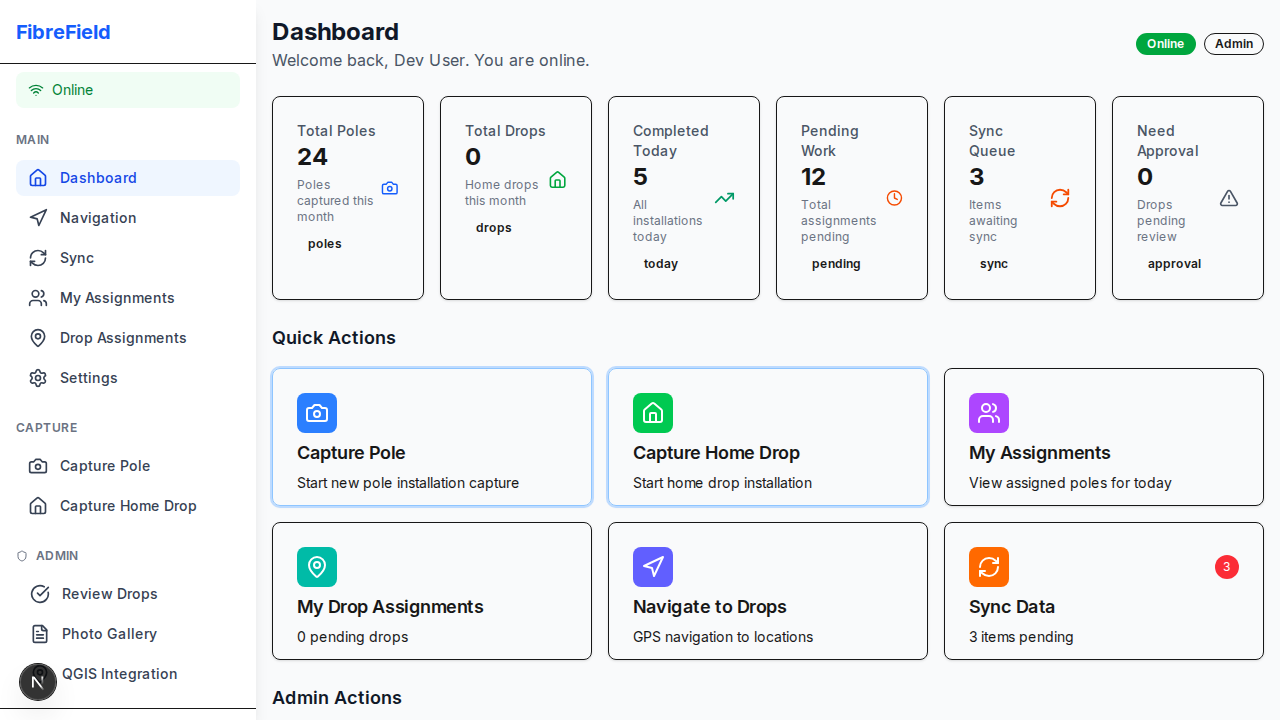 FibreField
Online
MAIN
Dashboard
Navigation
Sync
My Assignments
Drop Assignments
Settings
CAPTURE
Capture Pole
Capture Home Drop
ADMIN
Review Drops
Photo Gallery
QGIS Integration
N
Dashboard
Welcome back, Dev User. You are online.
Online
Admin
Total Poles
24
Poles
captured this
month
poles
Total Drops
0
Home drops
this month
drops
Completed
Today
5
All
installations
today
today
Pending
Work
12
Total
assignments
pending
pending
Sync
Queue
3
Items
awaiting
sync
sync
Need
Approval
0
Drops
pending
review
approval
Quick Actions
Capture Pole
Start new pole installation capture
Capture Home Drop
Start home drop installation
My Assignments
View assigned poles for today
My Drop Assignments
0 pending drops
Navigate to Drops
GPS navigation to locations
3
Sync Data
3 items pending
Admin Actions